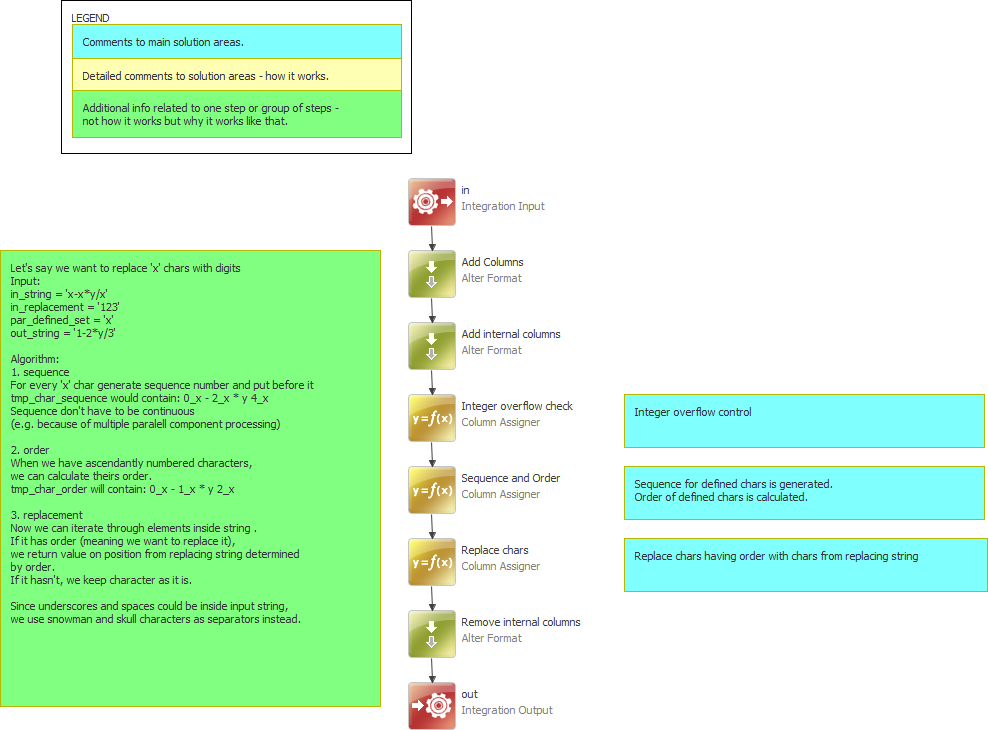 LEGEND
Comments to main solution areas.
Detailed comments to solution areas - how it works.
Additional info related to one step or group of steps -
not how it works but why it works like that.
in
Integration Input
Add Columns
Alter Format
Add internal columns
Alter Format
Integer overflow check
Column Assigner
Sequence and Order
Column Assigner
Replace chars
Column Assigner
Remove internal columns
Alter Format
out
Integration Output
y=f(x)
y=f(x)
y=f(x)
Let's say we want to replace 'x' chars with digits
Input:
in_string = 'x-x*y/x'
in_replacement = '123'
par_defined_set = 'x'
out_string = '1-2*y/3'
Algorithm:
1. sequence
For every 'x' char generate sequence number and put before it
tmp_char_sequence would contain: 0_x - 2_x * y 4_x
Sequence don't have to be continuous
(e.g. because of multiple paralell component processing)
2. order
When we have ascendantly numbered characters,
we can calculate theirs order.
tmp_char_order will contain: 0_x - 1_x * y 2_x
3. replacement
Now we can iterate through elements inside string .
If it has order (meaning we want to replace it),
we return value on position from replacing string determined
by order.
If it hasn't, we keep character as it is.
Since underscores and spaces could be inside input string,
we use snowman and skull characters as separators instead.
Integer overflow control
Sequence for defined chars is generated.
Order of defined chars is calculated.
Replace chars having order with chars from replacing string